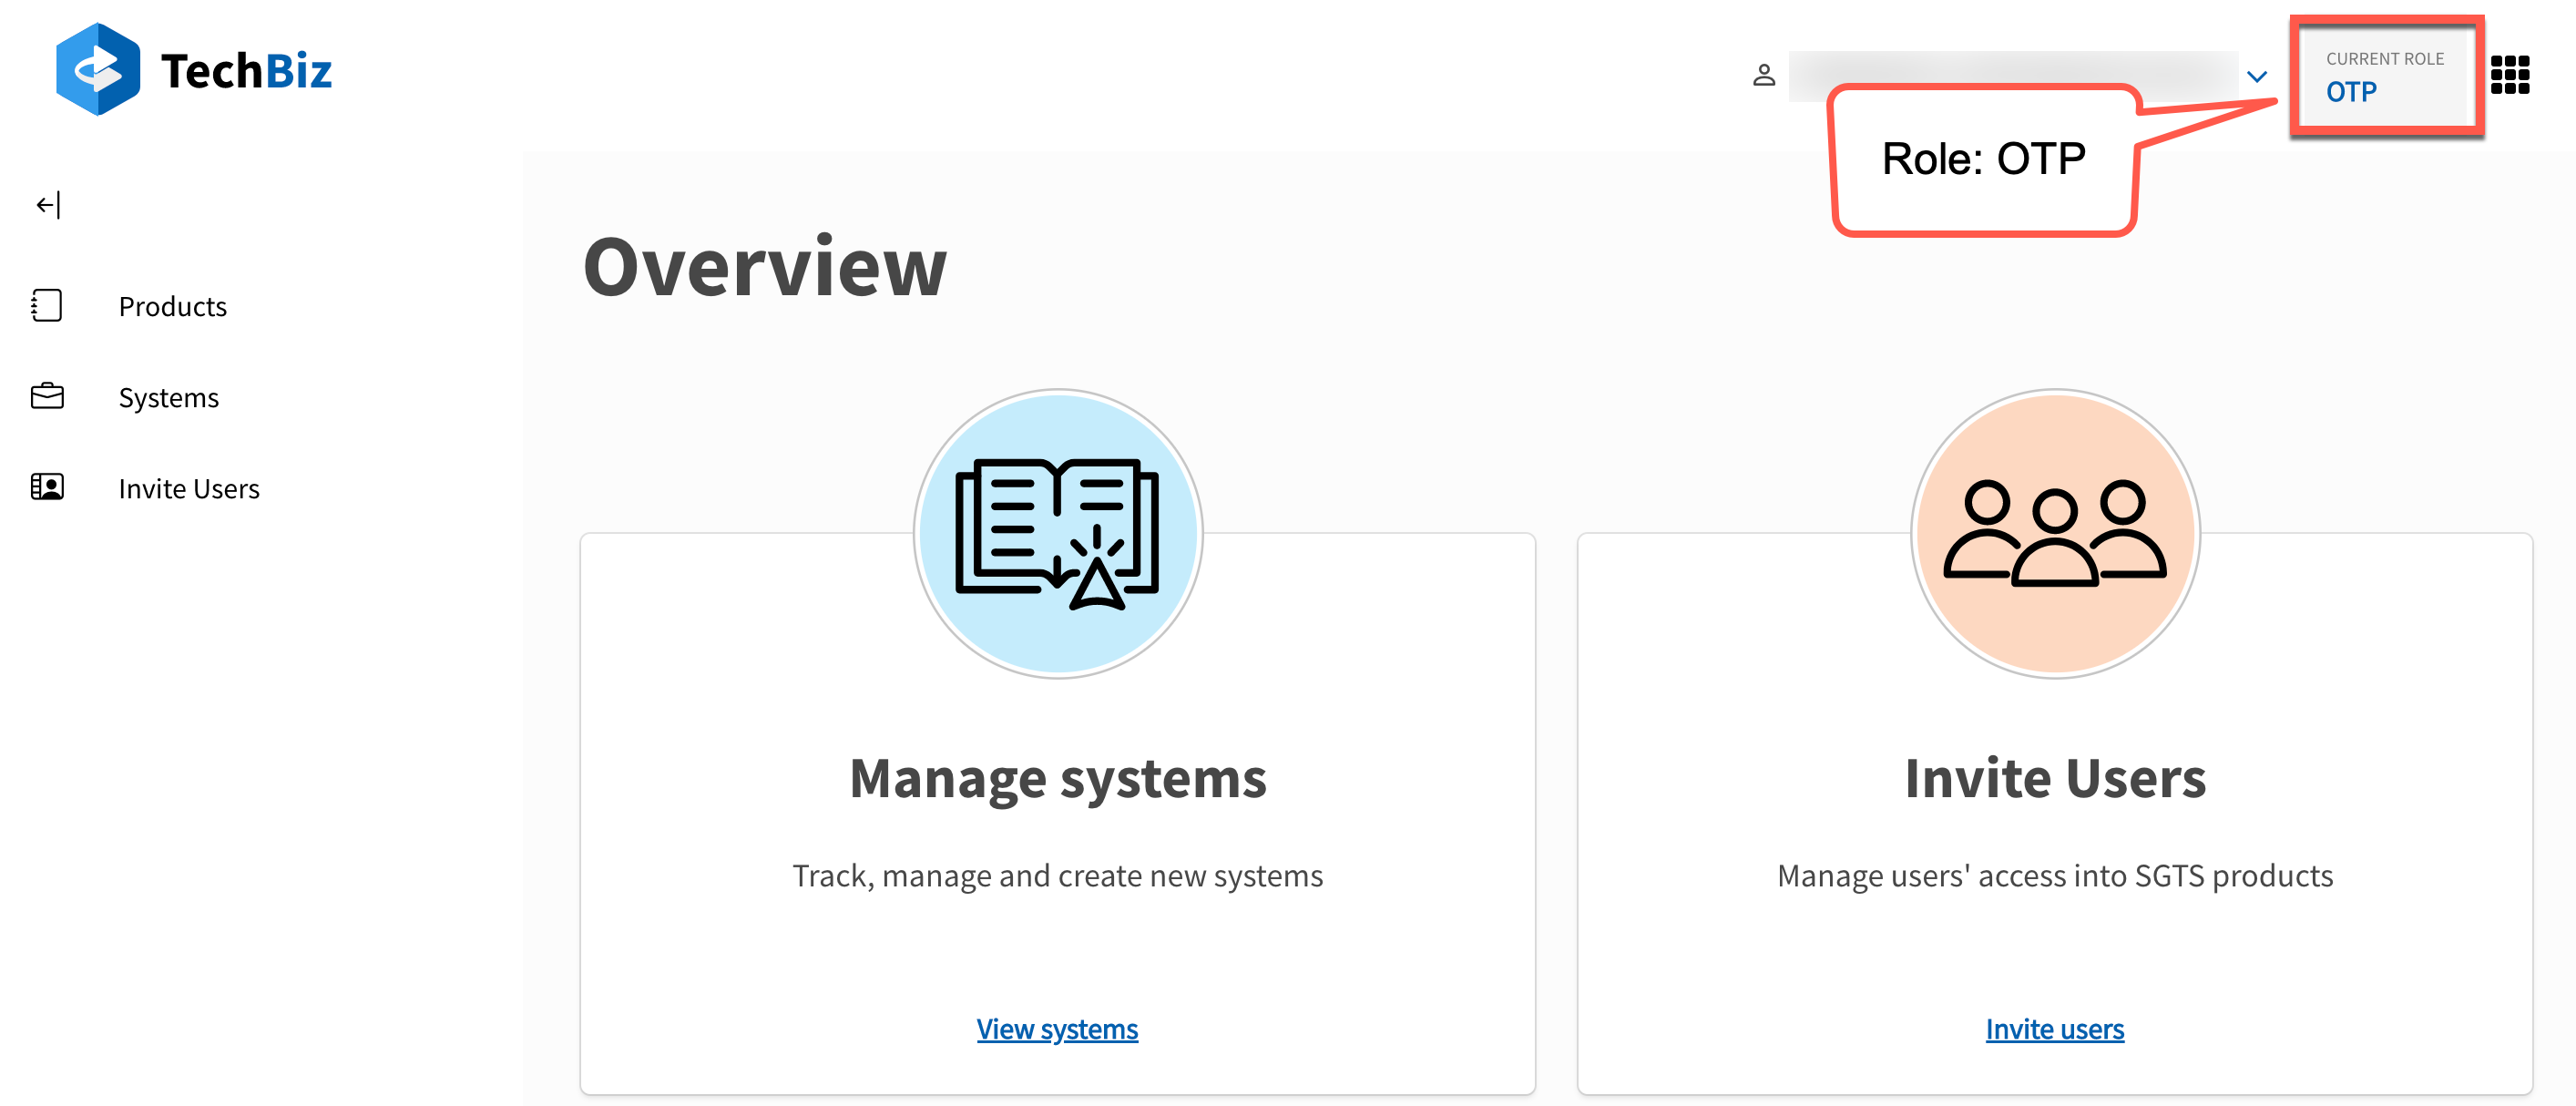 TechBiz
CURRENT ROLE
OTP
Role: OTP
Products
Systems
Invite Users
Overview
Manage systems
Track, manage and create new systems
View systems
Invite Users
Manage users' access into SGTS products
Invite users